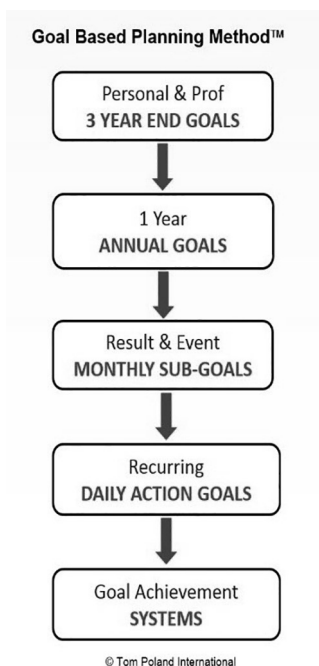 Goal Based Planning Method™
Personal & Prof
3 YEAR END GOALS
1 Year
ANNUAL GOALS
Result & Event
MONTHLY SUB-GOALS
Recurring
DAILY ACTION GOALS
Goal Achievement
SYSTEMS
© Tom Poland International